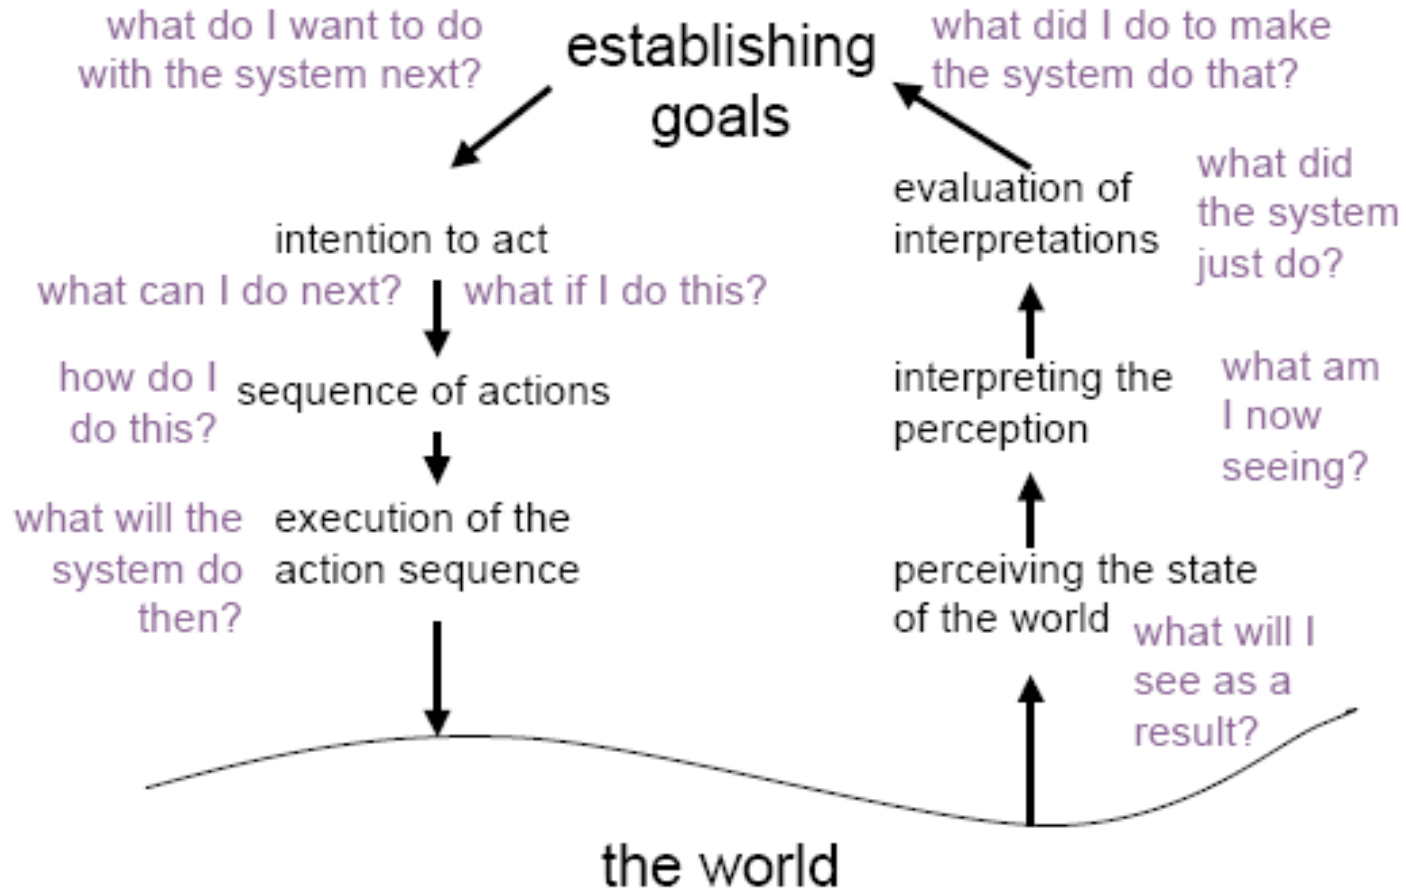 what do I want to do
with the system next?
establishing
goals
what did I do to make
the system do that?
intention to act
what can I do next?
what if I do this?
how do I
do this?
sequence of actions
what will the
system do
then?
execution of the
action sequence
the world
perceiving the state
of the world
what will I
see as a
result?
interpreting the
perception
what am
I now
seeing?
evaluation of
interpretations
what did
the system
just do?